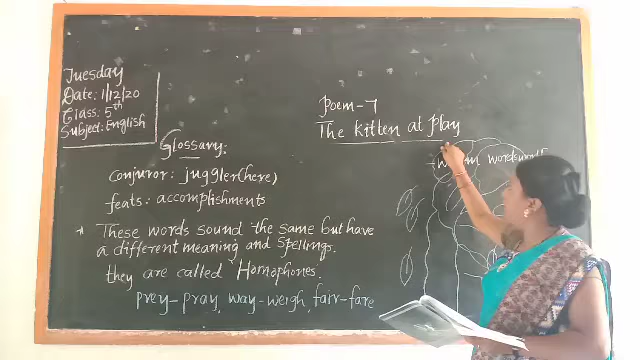 Tuesday
Date: 1/12/20
Class: 5th
Subject: English
Poem-7
The kitten at Play
Glossary:
conjuror: juggler(here)
feats: accomplishments
* These words sound the same but have
a different meaning and Spellings.
they are called Homophones.
prey-pray, way-weigh, fair-fare